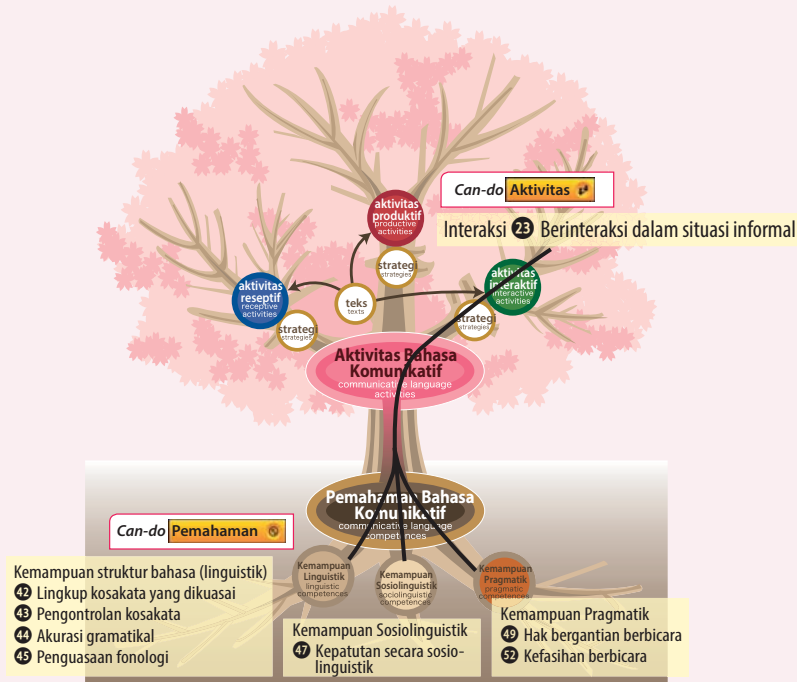 Can-do Aktivitas
Interaksi 23 Berinteraksi dalam situasi informal
aktivitas
produktif
productive
activities
strategi
strategies
aktivitas
reseptif
receptive
activities
teks
texts
aktivitas
interaktif
interactive
activities
strategi
strategies
strategi
atrategies
Aktivitas Bahasa
Komunikatif
communicative language
activities
Pemahaman Bahasa
Komunikatif
communicative language
competences
Can-do Pemahaman
Kemampuan
Linguistik
linguistic
competences
Kemampuan
Sosiolinguistik
sociolinguistic
competences
Kemampuan
Pragmatik
pragmatic
competences
Kemampuan struktur bahasa (linguistik)
42 Lingkup kosakata yang dikuasai
43 Pengontrolan kosakata
44 Akurasi gramatikal
45 Penguasaan fonologi
Kemampuan Sosiolinguistik
47 Kepatutan secara sosio-
linguistik
Kemampuan Pragmatik
49 Hak bergantian berbicara
52 Kefasihan berbicara